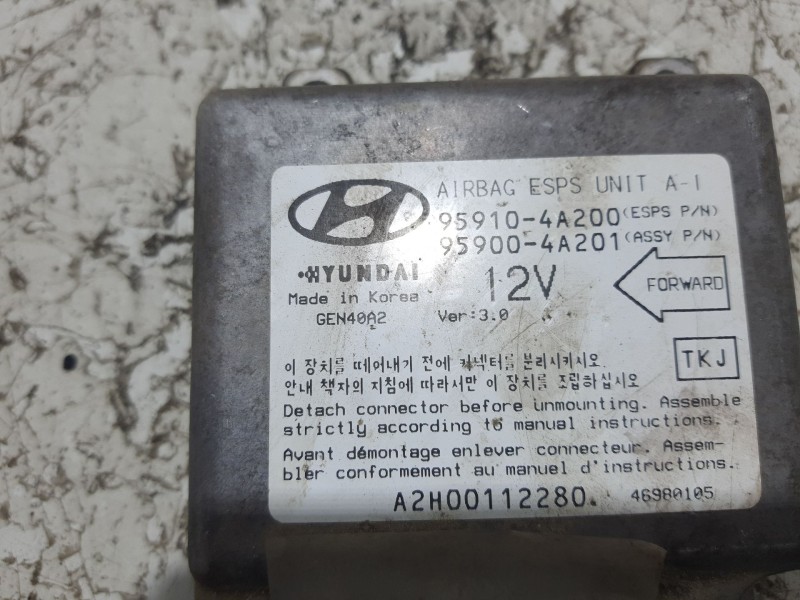 AIRBAG ESPS UNIT A-I
95910-4A200 (ESPS P/N)
95900-4A201 (ASSY P/N)
HYUNDAI
12V
FORWARD
Made in Korea
GEN40A2
Ver:3.0
TKJ
이 장치를 떼어내기 전에 커넥터를 분리시키시오.
안내 책자의 지침에 따라서만 이 장치를 조립하십시오
Detach connector before unmounting. Assemble
strictly according to manual instructions.
Avant démontage enlever connecteur. Assem-
bler conformement au manuel d'instructions.
A2H00112280.
46980105